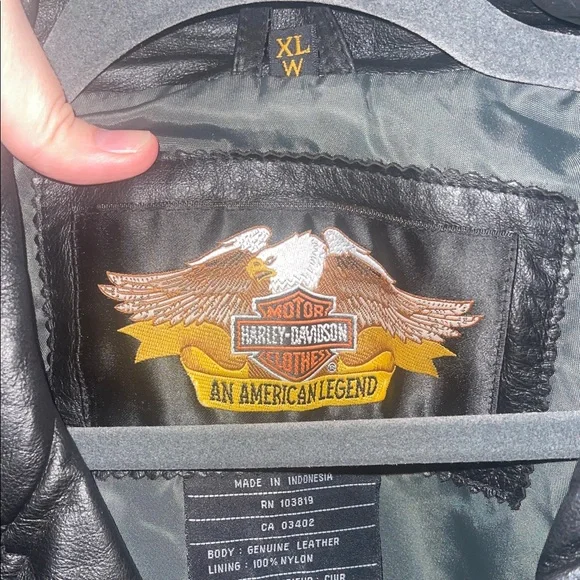 XL
W
MOTOR
HARLEY-DAVIDSON
CLOTHES
®
AN AMERICAN LEGEND
MADE IN INDONESIA
RN 103819
CA 03402
BODY : GENUINE LEATHER
LINING : 100% NYLON
CUIR